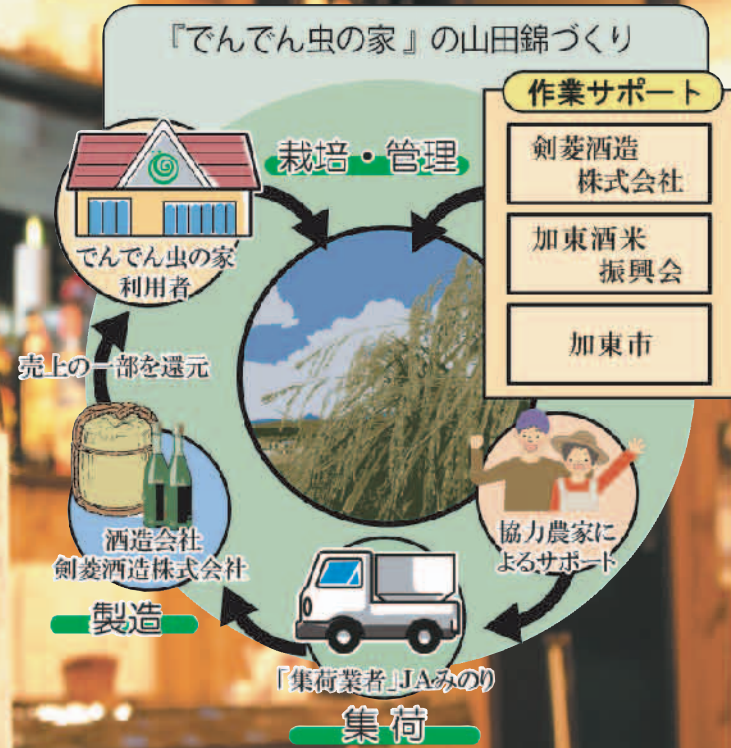 『でんでん虫の家』の山田錦づくり
作業サポート
剣菱酒造
株式会社
加東酒米
振興会
加東市
栽培・管理
でんでん虫の家
利用者
売上の一部を還元
酒造会社
剣菱酒造株式会社
製造
協力農家に
よるサポート
「集荷業者」JAみのり
集荷